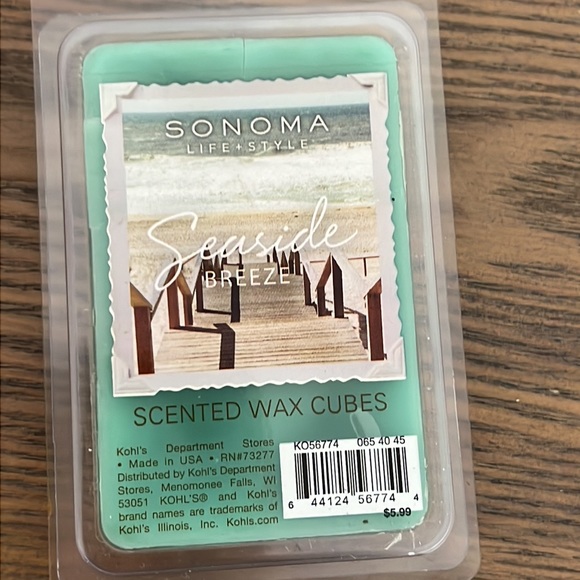 SONOMA
LIFE+STYLE
Seaside
BREEZE
SCENTED WAX CUBES
Kohl's Department Stores
• Made in USA • RN#73277
Distributed by Kohl's Department
Stores, Menomonee Falls, WI
53051 KOHL'S® and Kohl's
brand names are trademarks of
Kohl's Illinois, Inc. Kohls.com
KO56774 065 40 45
6 44124 56774 4
$5.99